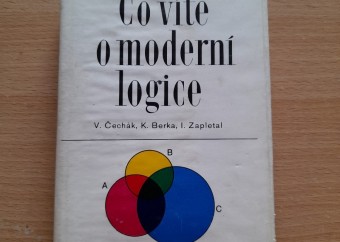 Co víte
o moderní
logice
V. Čechák, K. Berka, I. Zapletal
B
A
C